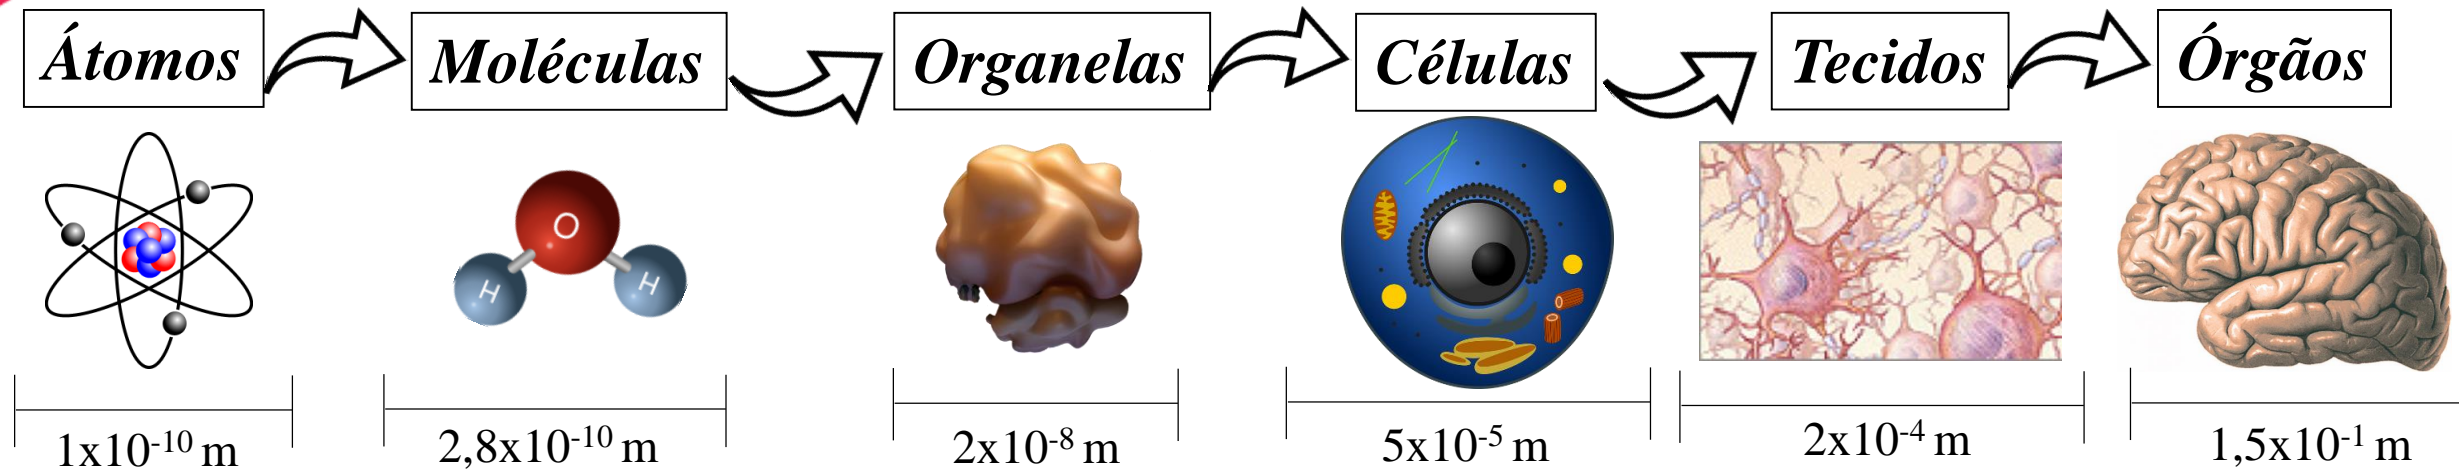 Átomos
Moléculas
Organelas
Células
Tecidos
Órgãos
O
H
H
1x10⁻¹⁰ m
2,8x10⁻¹⁰ m
2x10⁻⁸ m
5x10⁻⁵ m
2x10⁻⁴ m
1,5x10⁻¹ m